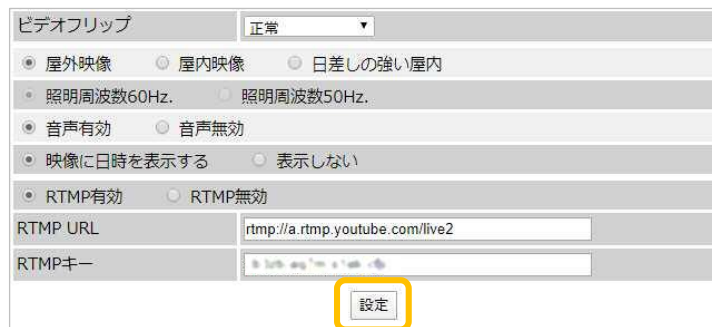 ビデオフリップ 正常
屋外映像 屋内映像 日差しの強い屋内
照明周波数60Hz. 照明周波数50Hz.
音声有効 音声無効
映像に日時を表示する 表示しない
RTMP有効 RTMP無効
RTMP URL rtmp://a.rtmp.youtube.com/live2
RTMPキー
設定